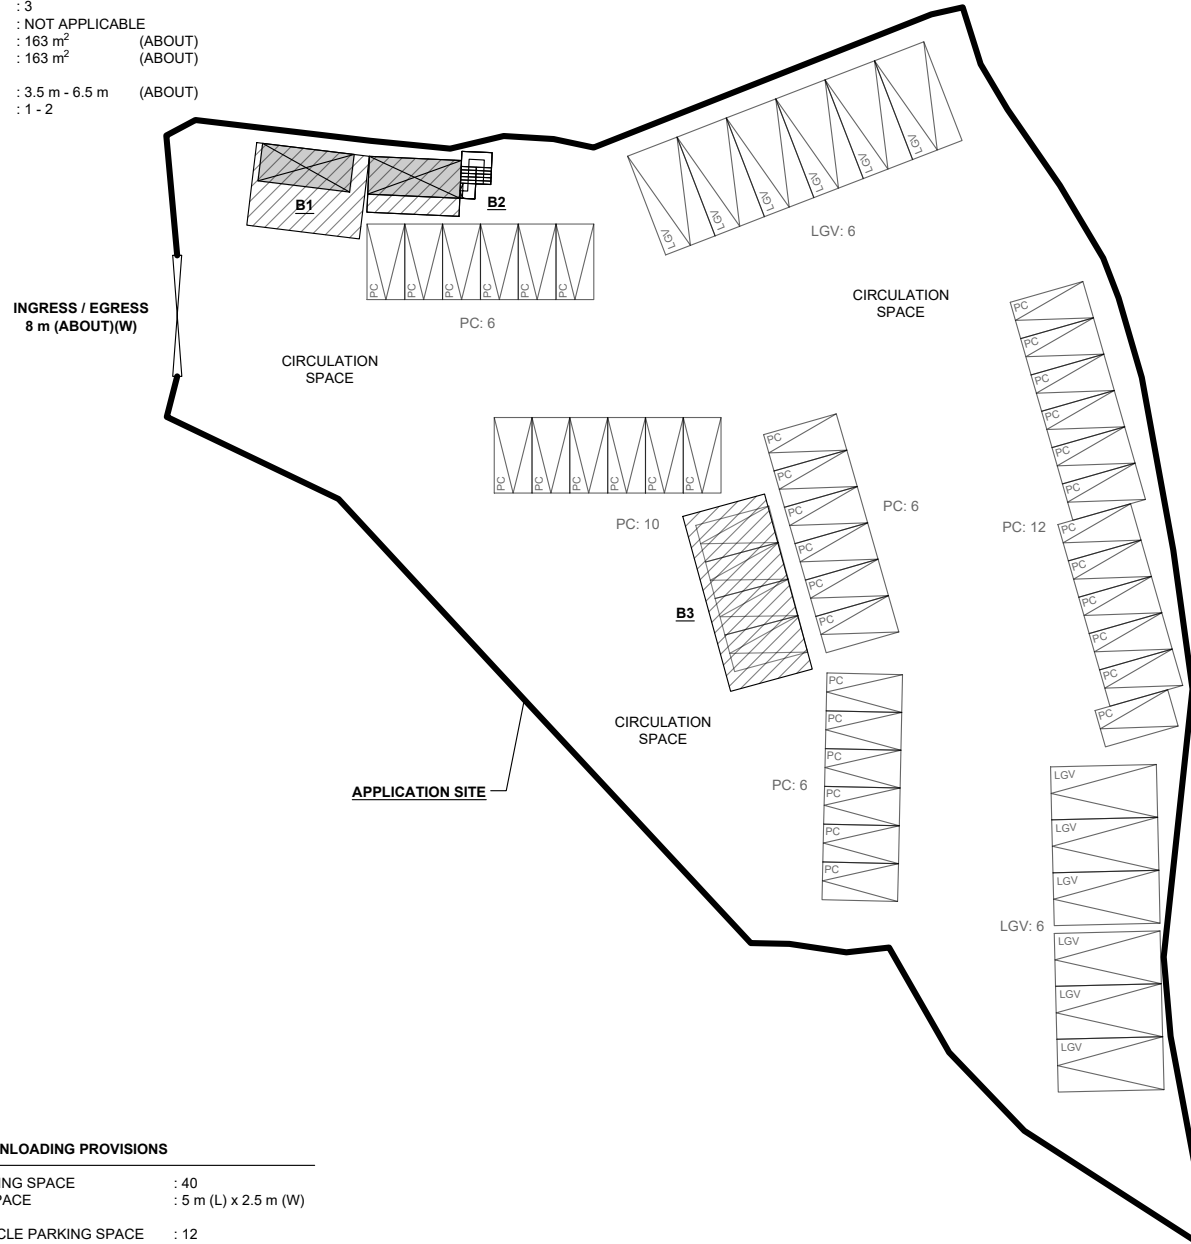 : 3
: NOT APPLICABLE
: 163 m² (ABOUT)
: 163 m² (ABOUT)
: 3.5 m - 6.5 m (ABOUT)
: 1 - 2
B1
B2
PC
PC
PC
PC
PC
PC
PC: 6
LGV
LGV
LGV
LGV
LGV
LGV
LGV: 6
INGRESS / EGRESS
8 m (ABOUT)(W)
CIRCULATION
SPACE
CIRCULATION
SPACE
PC
PC
PC
PC
PC
PC
PC: 10
PC
PC
PC
PC
PC
PC
PC: 6
PC
PC
PC
PC
PC
PC
PC
PC
PC
PC
PC
PC
PC: 12
B3
CIRCULATION
SPACE
APPLICATION SITE
PC
PC
PC
PC
PC
PC
PC: 6
LGV
LGV
LGV
LGV
LGV
LGV
LGV: 6
NLOADING PROVISIONS
NG SPACE : 40
PACE : 5 m (L) x 2.5 m (W)
CLE PARKING SPACE : 12